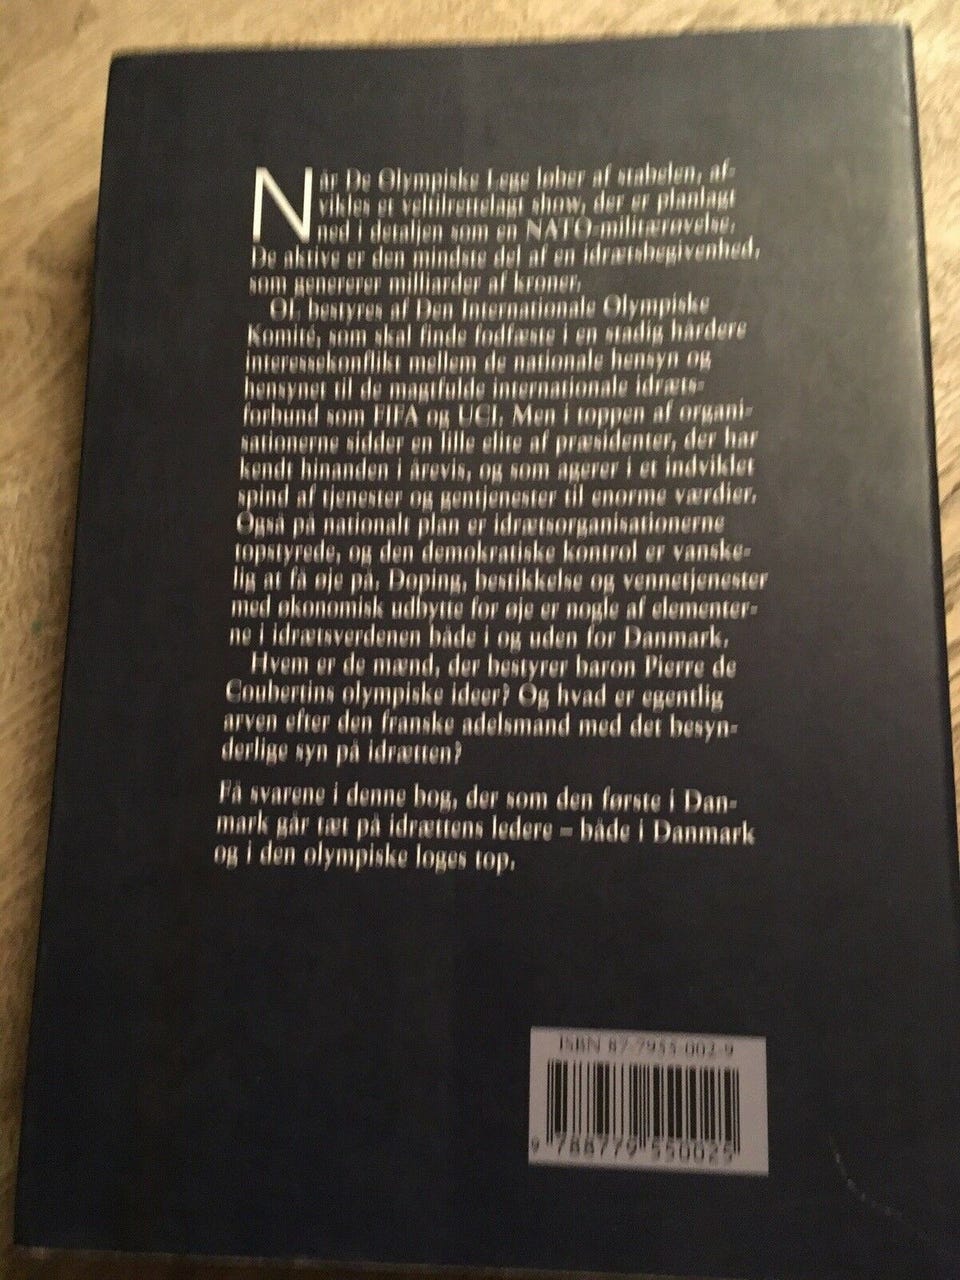 Når De Olympiske Lege løber af stabelen, af-
vikles et veltilrettelagt show, der er planlagt
ned i detaljen som en NATO-militærøvelse.
De aktive er den mindste del af en idrætsbegivenhed,
som genererer milliarder af kroner.
OL bestyres af Den Internationale Olympiske
Komité, som skal finde fodfæste i en stadig hårdere
interessekonflikt mellem de nationale hensyn og
hensynet til de magtfulde internationale idræts-
forbund som FIFA og UCI. Men i toppen af organi-
sationerne sidder en lille elite af præsidenter, der har
kendt hinanden i årevis, og som agerer i et indviklet
spind af tjenester og gentjenester til enorme værdier.
Også på nationalt plan er idrætsorganisationerne
topstyrede, og den demokratiske kontrol er vanske-
lig at få øje på. Doping, bestikkelse og vennetjenester
med økonomisk udbytte for øje er nogle af elementer-
ne i idrætsverdenen både i og uden for Danmark.
Hvem er de mænd, der bestyrer baron Pierre de
Coubertins olympiske ideer? Og hvad er egentlig
arven efter den franske adelsmand med det besyn-
derlige syn på idrætten?
Få svarene i denne bog, der som den første i Dan-
mark går tæt på idrættens ledere – både i Danmark
og i den olympiske loges top.
ISBN 87-7955-002-9
9 788779 550025